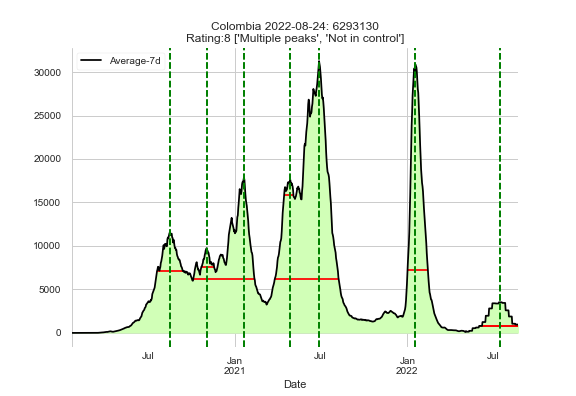 Colombia 2022-08-24: 6293130
Rating:8 ['Multiple peaks', 'Not in control']
Average-7d
30000
25000
20000
15000
10000
5000
0
Jul
Jan
2021
Jul
Jan
2022
Jul
Date